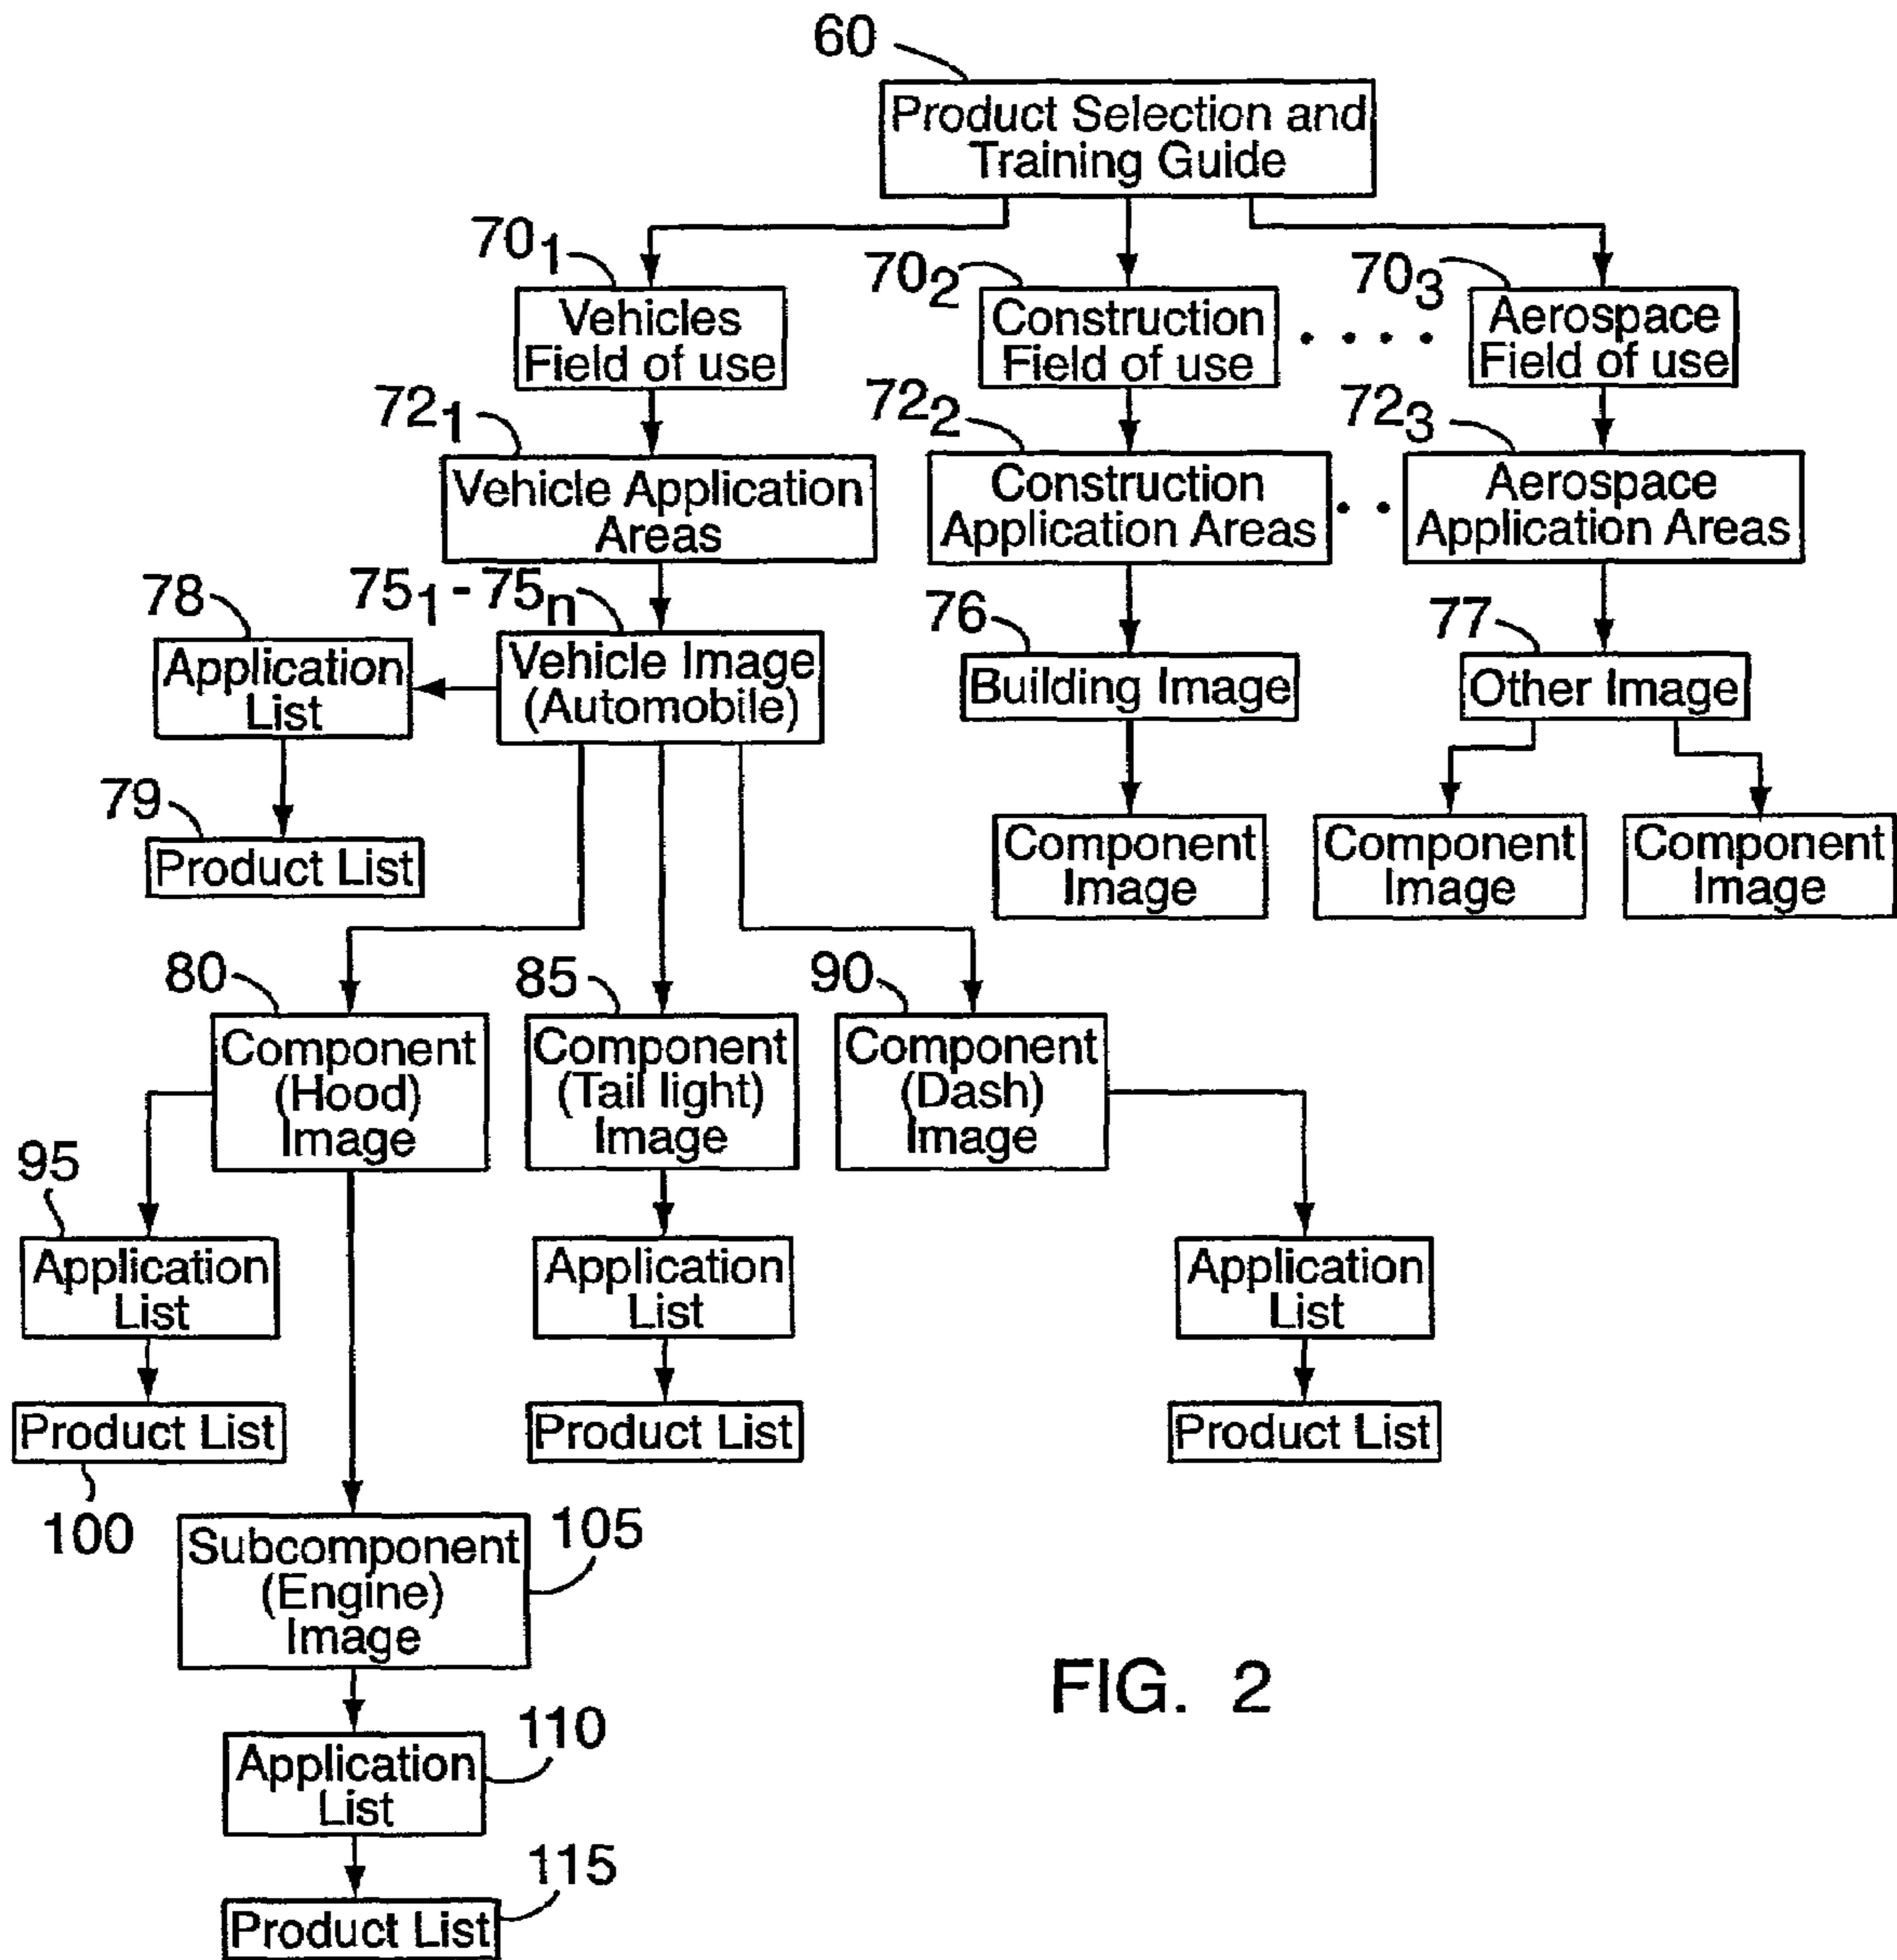 60
Product Selection and
Training Guide
70₁
Vehicles
Field of use
70₂
Construction
Field of use
. . . .
70₃
Aerospace
Field of use
72₁
Vehicle Application
Areas
72₂
Construction
Application Areas
. .
72₃
Aerospace
Application Areas
78
Application
List
75₁ - 75ₙ
Vehicle Image
(Automobile)
76
Building Image
77
Other Image
79
Product List
Component
Image
Component
Image
Component
Image
80
Component
(Hood)
Image
85
Component
(Tail light)
Image
90
Component
(Dash)
Image
95
Application
List
Application
List
Application
List
Product List
100
Product List
Product List
Subcomponent
(Engine)
Image
105
FIG. 2
Application
List
110
Product List
115